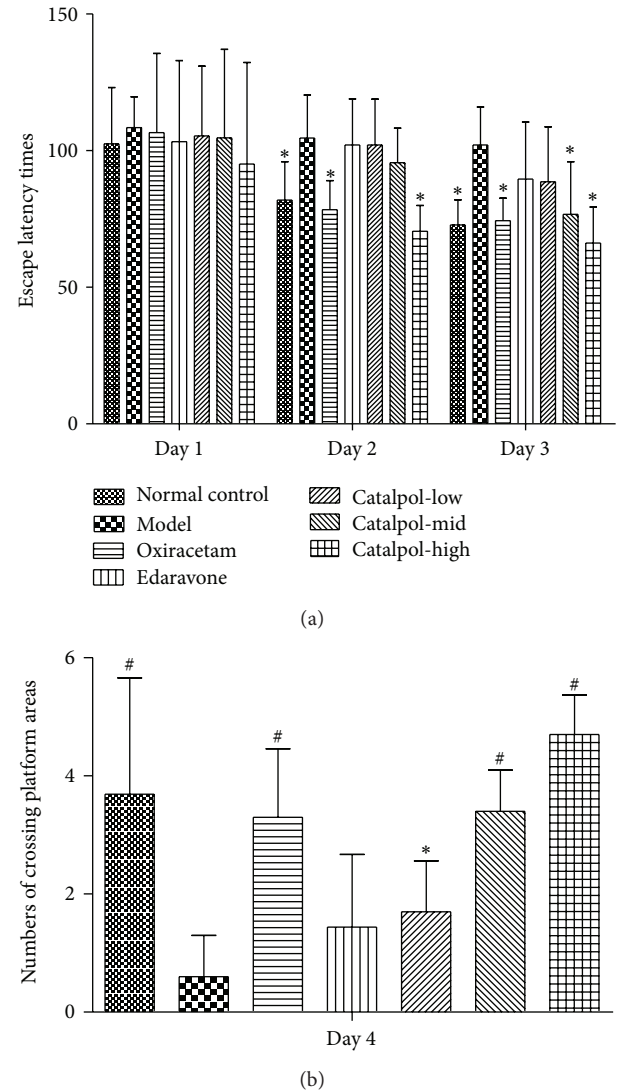 150
100
50
0
Escape latency times
* * * * * * *
Day 1 Day 2 Day 3
Normal control
Model
Oxiracetam
Edaravone
Catalpol-low
Catalpol-mid
Catalpol-high
(a)
6
4
2
0
Numbers of crossing platform areas
# # * # #
Day 4
(b)